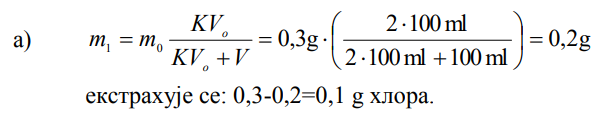 а) m₁ = m₀ KVₒ / (KVₒ + V) = 0,3g · (2 · 100 ml / (2 · 100 ml + 100 ml)) = 0,2g
екстрахује се: 0,3-0,2=0,1 g хлора.